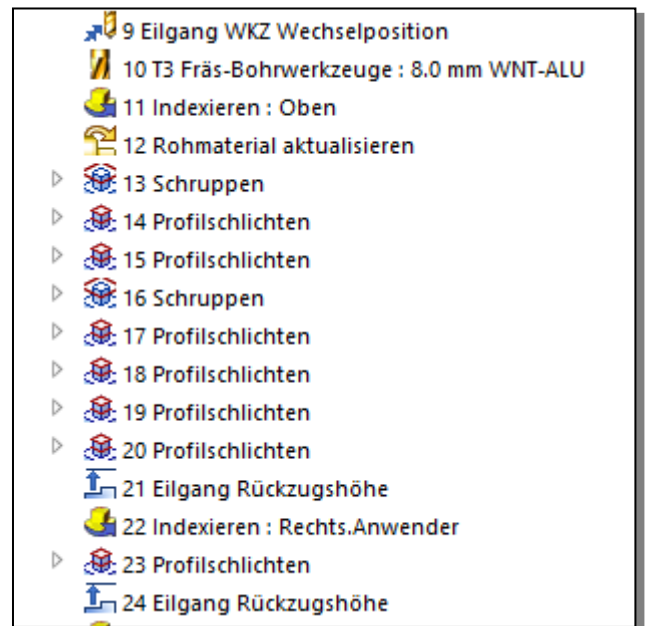 9 Eilgang WKZ Wechselposition
10 T3 Fräs-Bohrwerkzeuge : 8.0 mm WNT-ALU
11 Indexieren : Oben
12 Rohmaterial aktualisieren
13 Schruppen
14 Profilschlichten
15 Profilschlichten
16 Schruppen
17 Profilschlichten
18 Profilschlichten
19 Profilschlichten
20 Profilschlichten
21 Eilgang Rückzugshöhe
22 Indexieren : Rechts.Anwender
23 Profilschlichten
24 Eilgang Rückzugshöhe